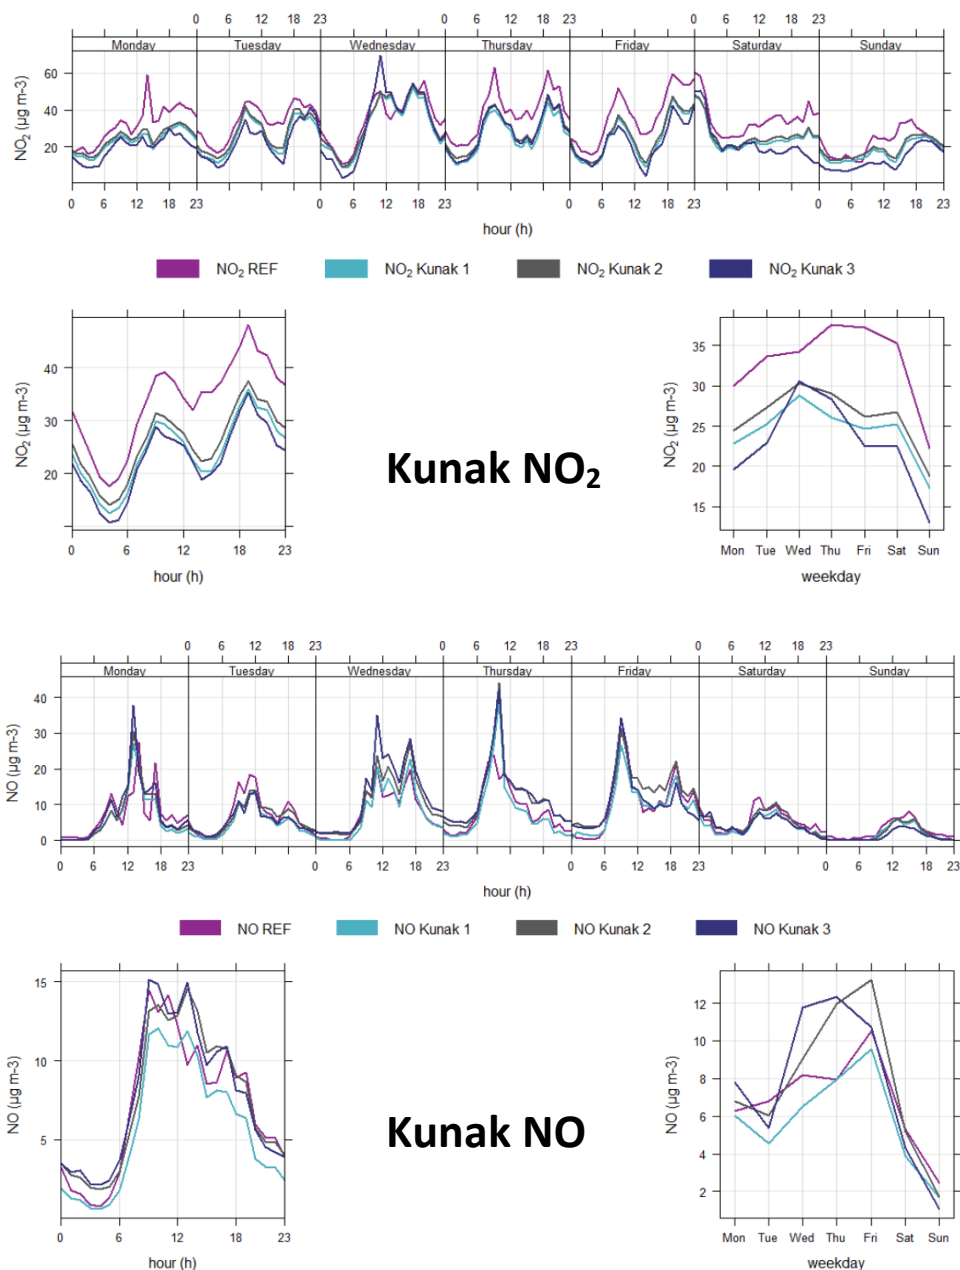 0 6 12 18 23 0 6 12 18 23 0 6 12 18 23
Monday Tuesday Wednesday Thursday Friday Saturday Sunday
60
40
20
NO₂ (µg m-3)
0 6 12 18 23 0 6 12 18 23 0 6 12 18 23 0 6 12 18 23
hour (h)
NO₂ REF NO₂ Kunak 1 NO₂ Kunak 2 NO₂ Kunak 3
40
30
20
NO₂ (µg m-3)
0 6 12 18 23
hour (h)
Kunak NO₂
35
30
25
20
15
NO₂ (µg m-3)
Mon Tue Wed Thu Fri Sat Sun
weekday
0 6 12 18 23 0 6 12 18 23 0 6 12 18 23
Monday Tuesday Wednesday Thursday Friday Saturday Sunday
40
30
20
10
0
NO (µg m-3)
0 6 12 18 23 0 6 12 18 23 0 6 12 18 23 0 6 12 18 23
hour (h)
NO REF NO Kunak 1 NO Kunak 2 NO Kunak 3
15
10
5
NO (µg m-3)
0 6 12 18 23
hour (h)
Kunak NO
12
10
8
6
4
2
NO (µg m-3)
Mon Tue Wed Thu Fri Sat Sun
weekday